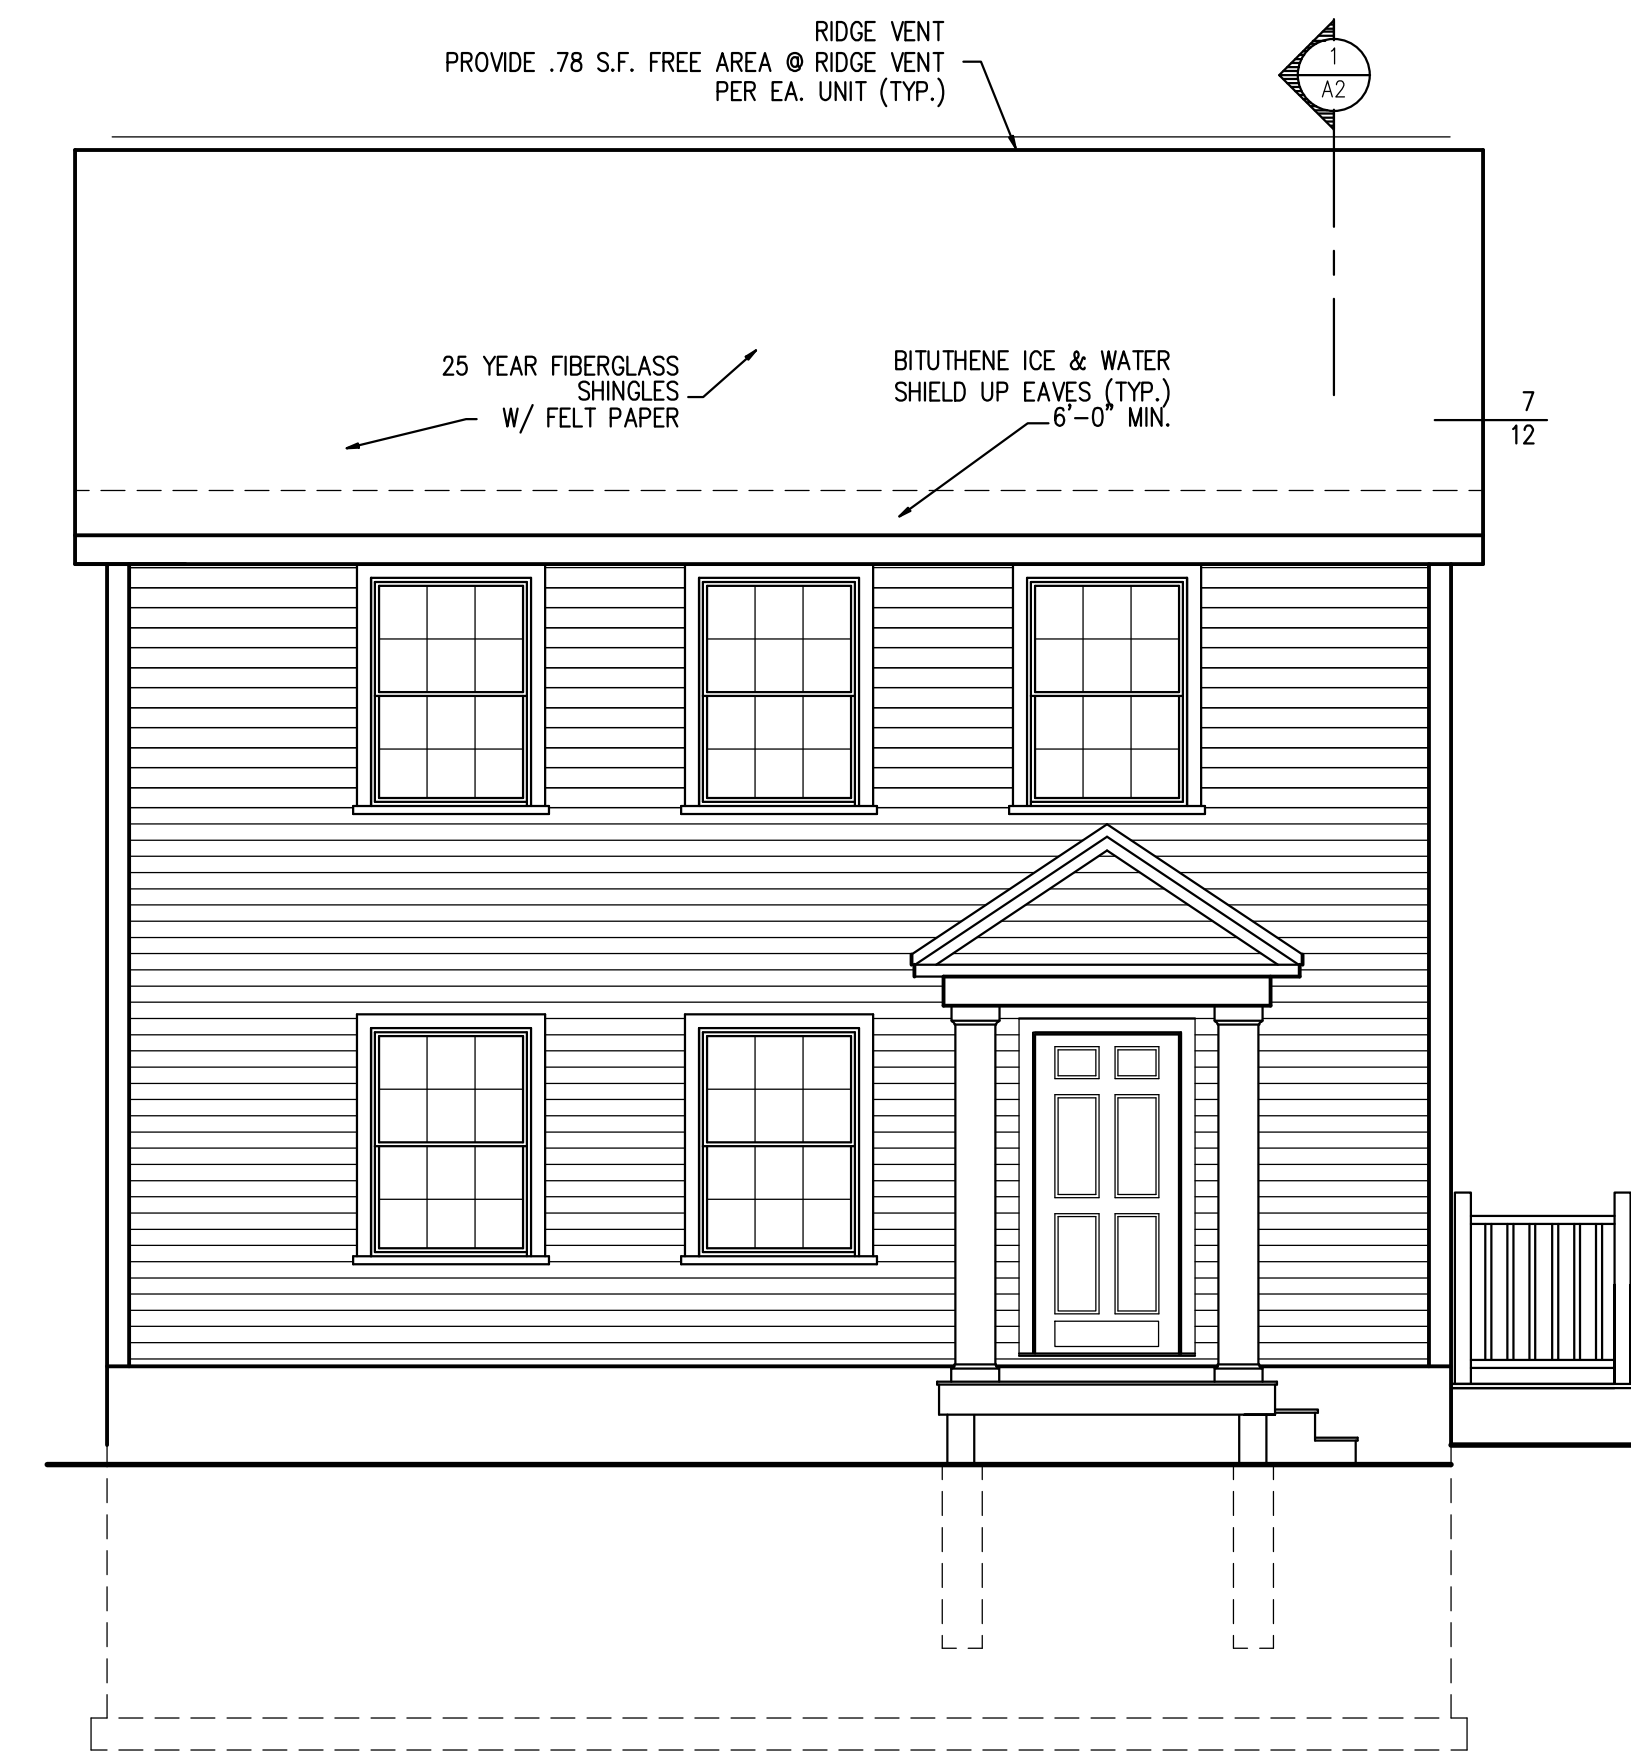 RIDGE VENT
PROVIDE .78 S.F. FREE AREA @ RIDGE VENT
PER EA. UNIT (TYP.)
1
A2
25 YEAR FIBERGLASS
SHINGLES
W/ FELT PAPER
BITUTHENE ICE & WATER
SHIELD UP EAVES (TYP.)
6'-0" MIN.
7
12